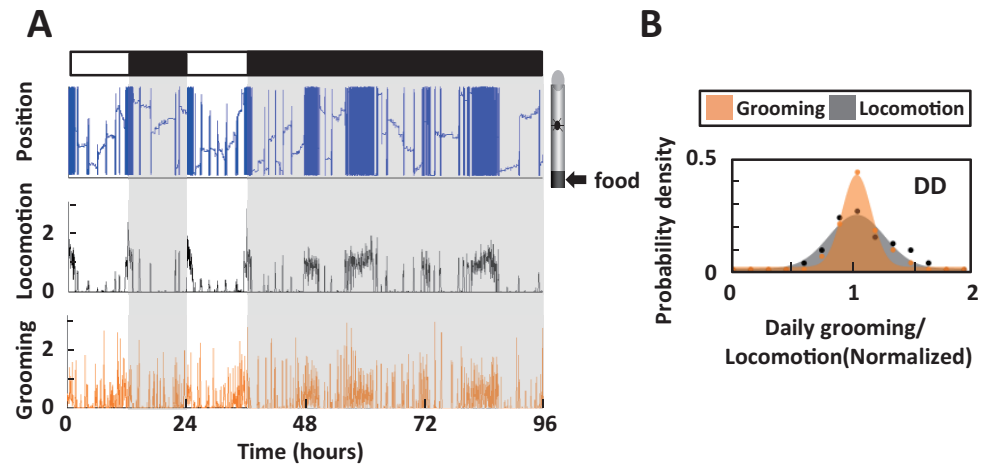 A
Position
food
Locomotion
2
0
Grooming
2
0
0
24
48
72
96
Time (hours)
B
Grooming
Locomotion
Probability density
0.5
0
DD
0
1
2
Daily grooming/
Locomotion(Normalized)